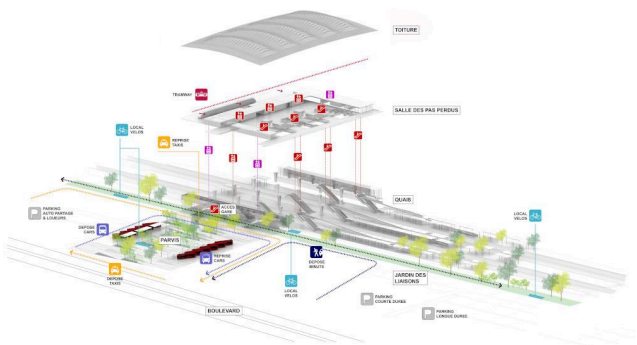 TOITURE
TRAMWAY
SALLE DES PAS PERDUS
LOCAL
VELOS
REPRISE
TAXIS
QUAIS
PARKING
AUTO PARTAGE
& LOUEURS
ACCES
GARE
LOCAL
VELOS
DEPOSE
CARS
PARVIS
REPRISE
CARS
DEPOSE
MINUTE
DEPOSE
TAXIS
LOCAL
VELOS
JARDIN DES
LIAISONS
PARKING
COURTE DUREE
BOULEVARD
PARKING
LONGUE DUREE